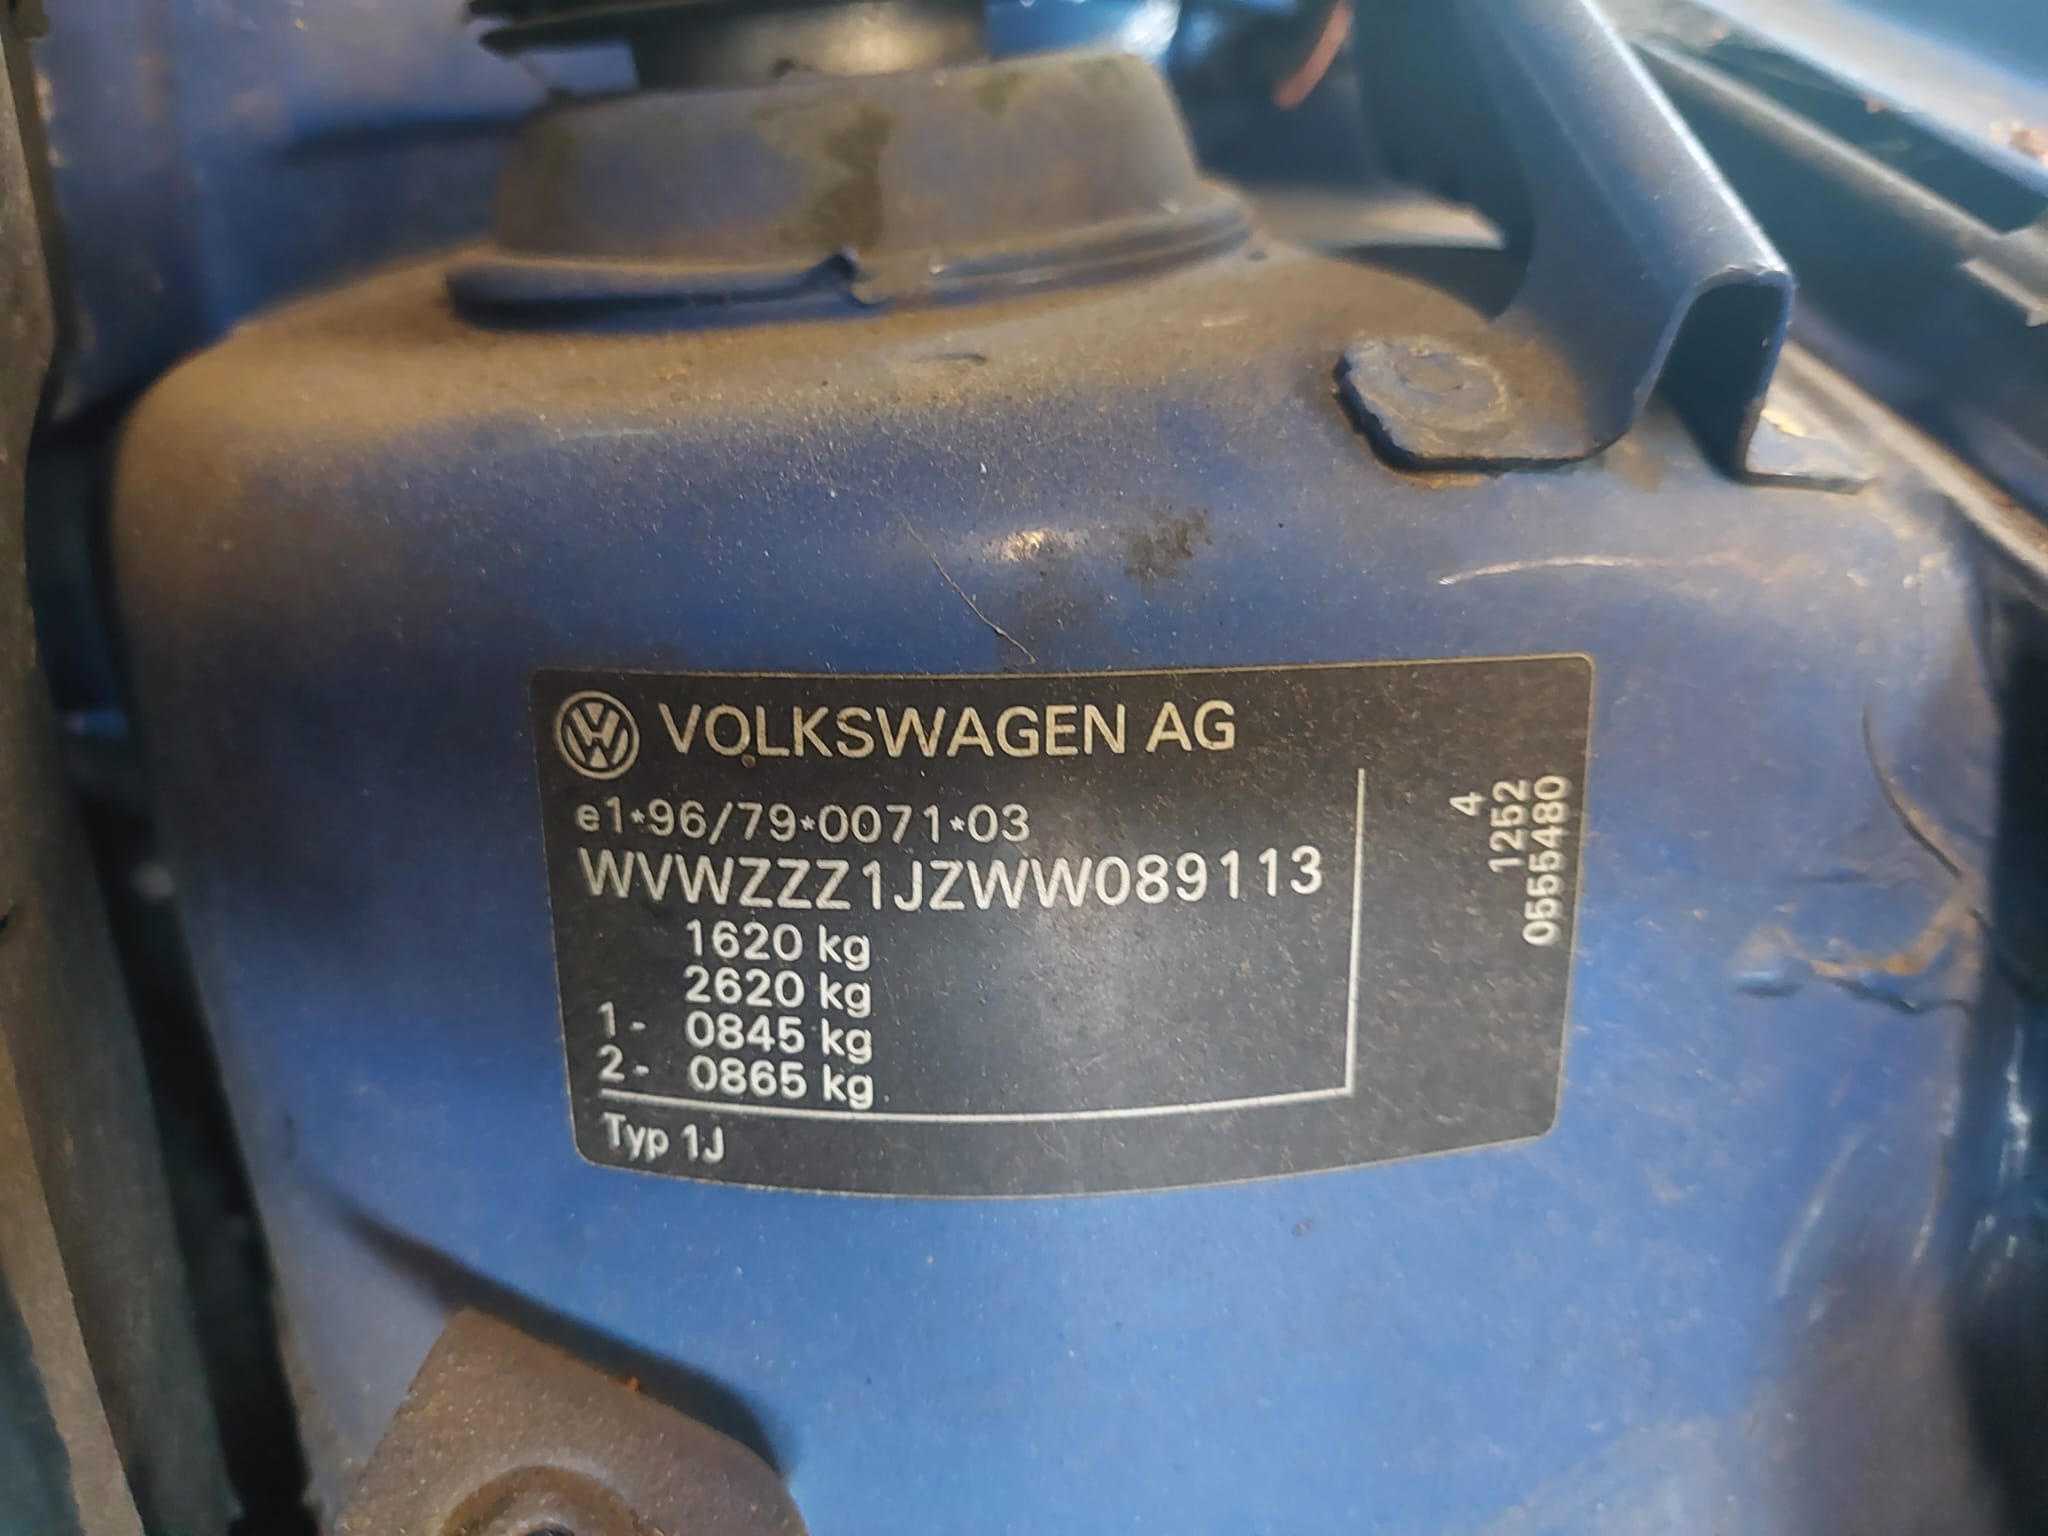 VOLKSWAGEN AG
e1*96/79*0071*03
WVWZZZ1JZWW089113
1620 kg
2620 kg
1- 0845 kg
2- 0865 kg
Typ 1J
4
1252
0555480